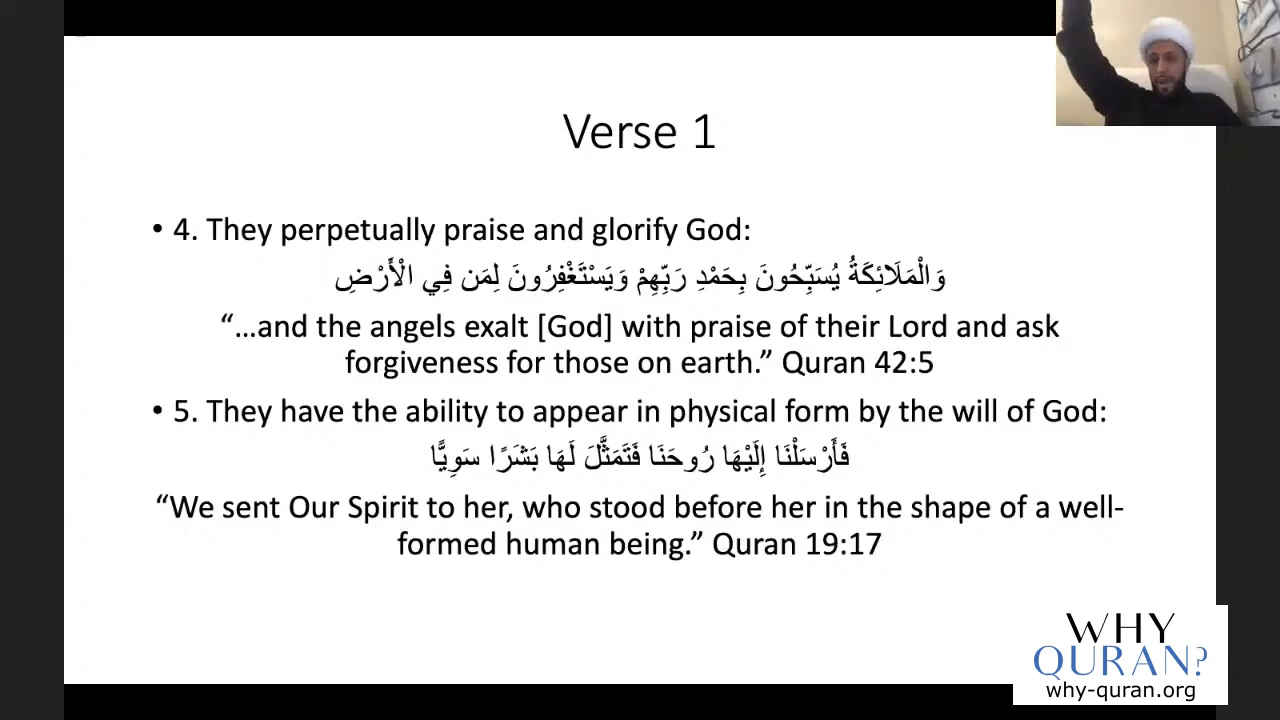 Verse 1
• 4. They perpetually praise and glorify God:
وَالْمَلَائِكَةُ يُسَبِّحُونَ بِحَمْدِ رَبِّهِمْ وَيَسْتَغْفِرُونَ لِمَن فِي الْأَرْضِ
“…and the angels exalt [God] with praise of their Lord and ask
forgiveness for those on earth.” Quran 42:5
• 5. They have the ability to appear in physical form by the will of God:
فَأَرْسَلْنَا إِلَيْهَا رُوحَنَا فَتَمَثَّلَ لَهَا بَشَرًا سَوِيًّا
“We sent Our Spirit to her, who stood before her in the shape of a well-
formed human being.” Quran 19:17
WHY
QURAN?
why-quran.org